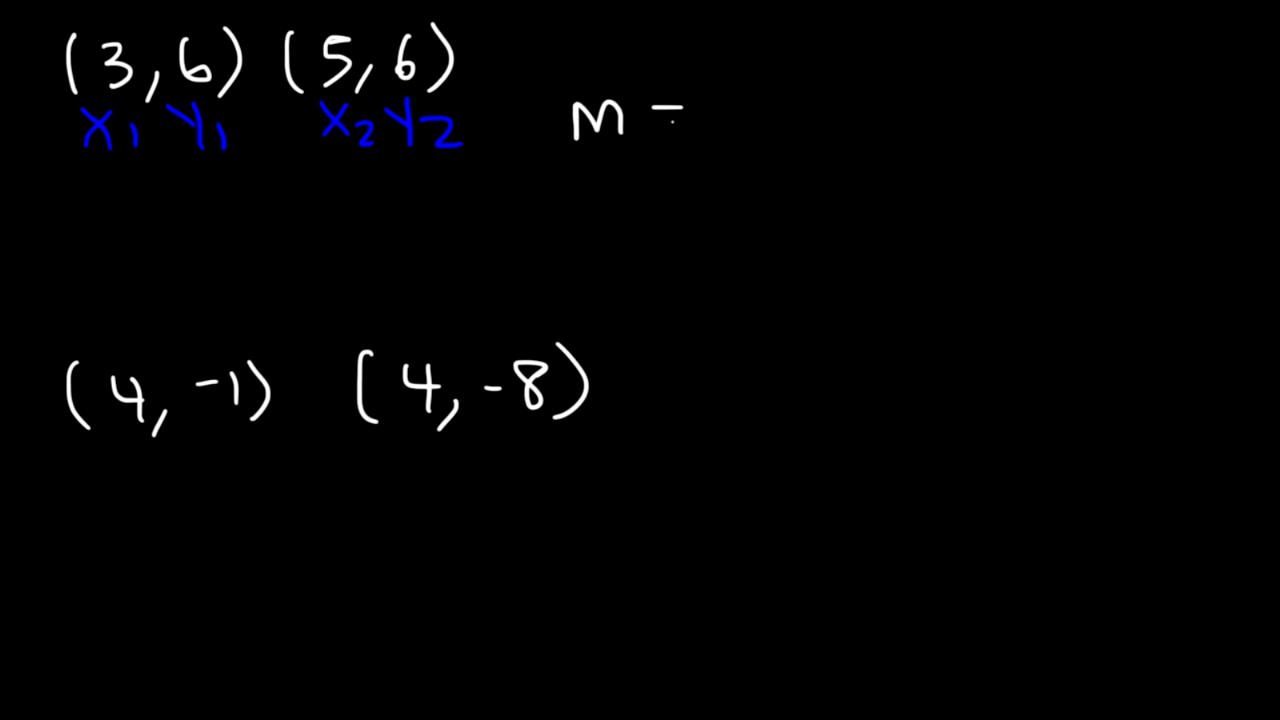 (3,6) (5,6)
x1 y1 x2 y2 m =
(4,-1) (4,-8)